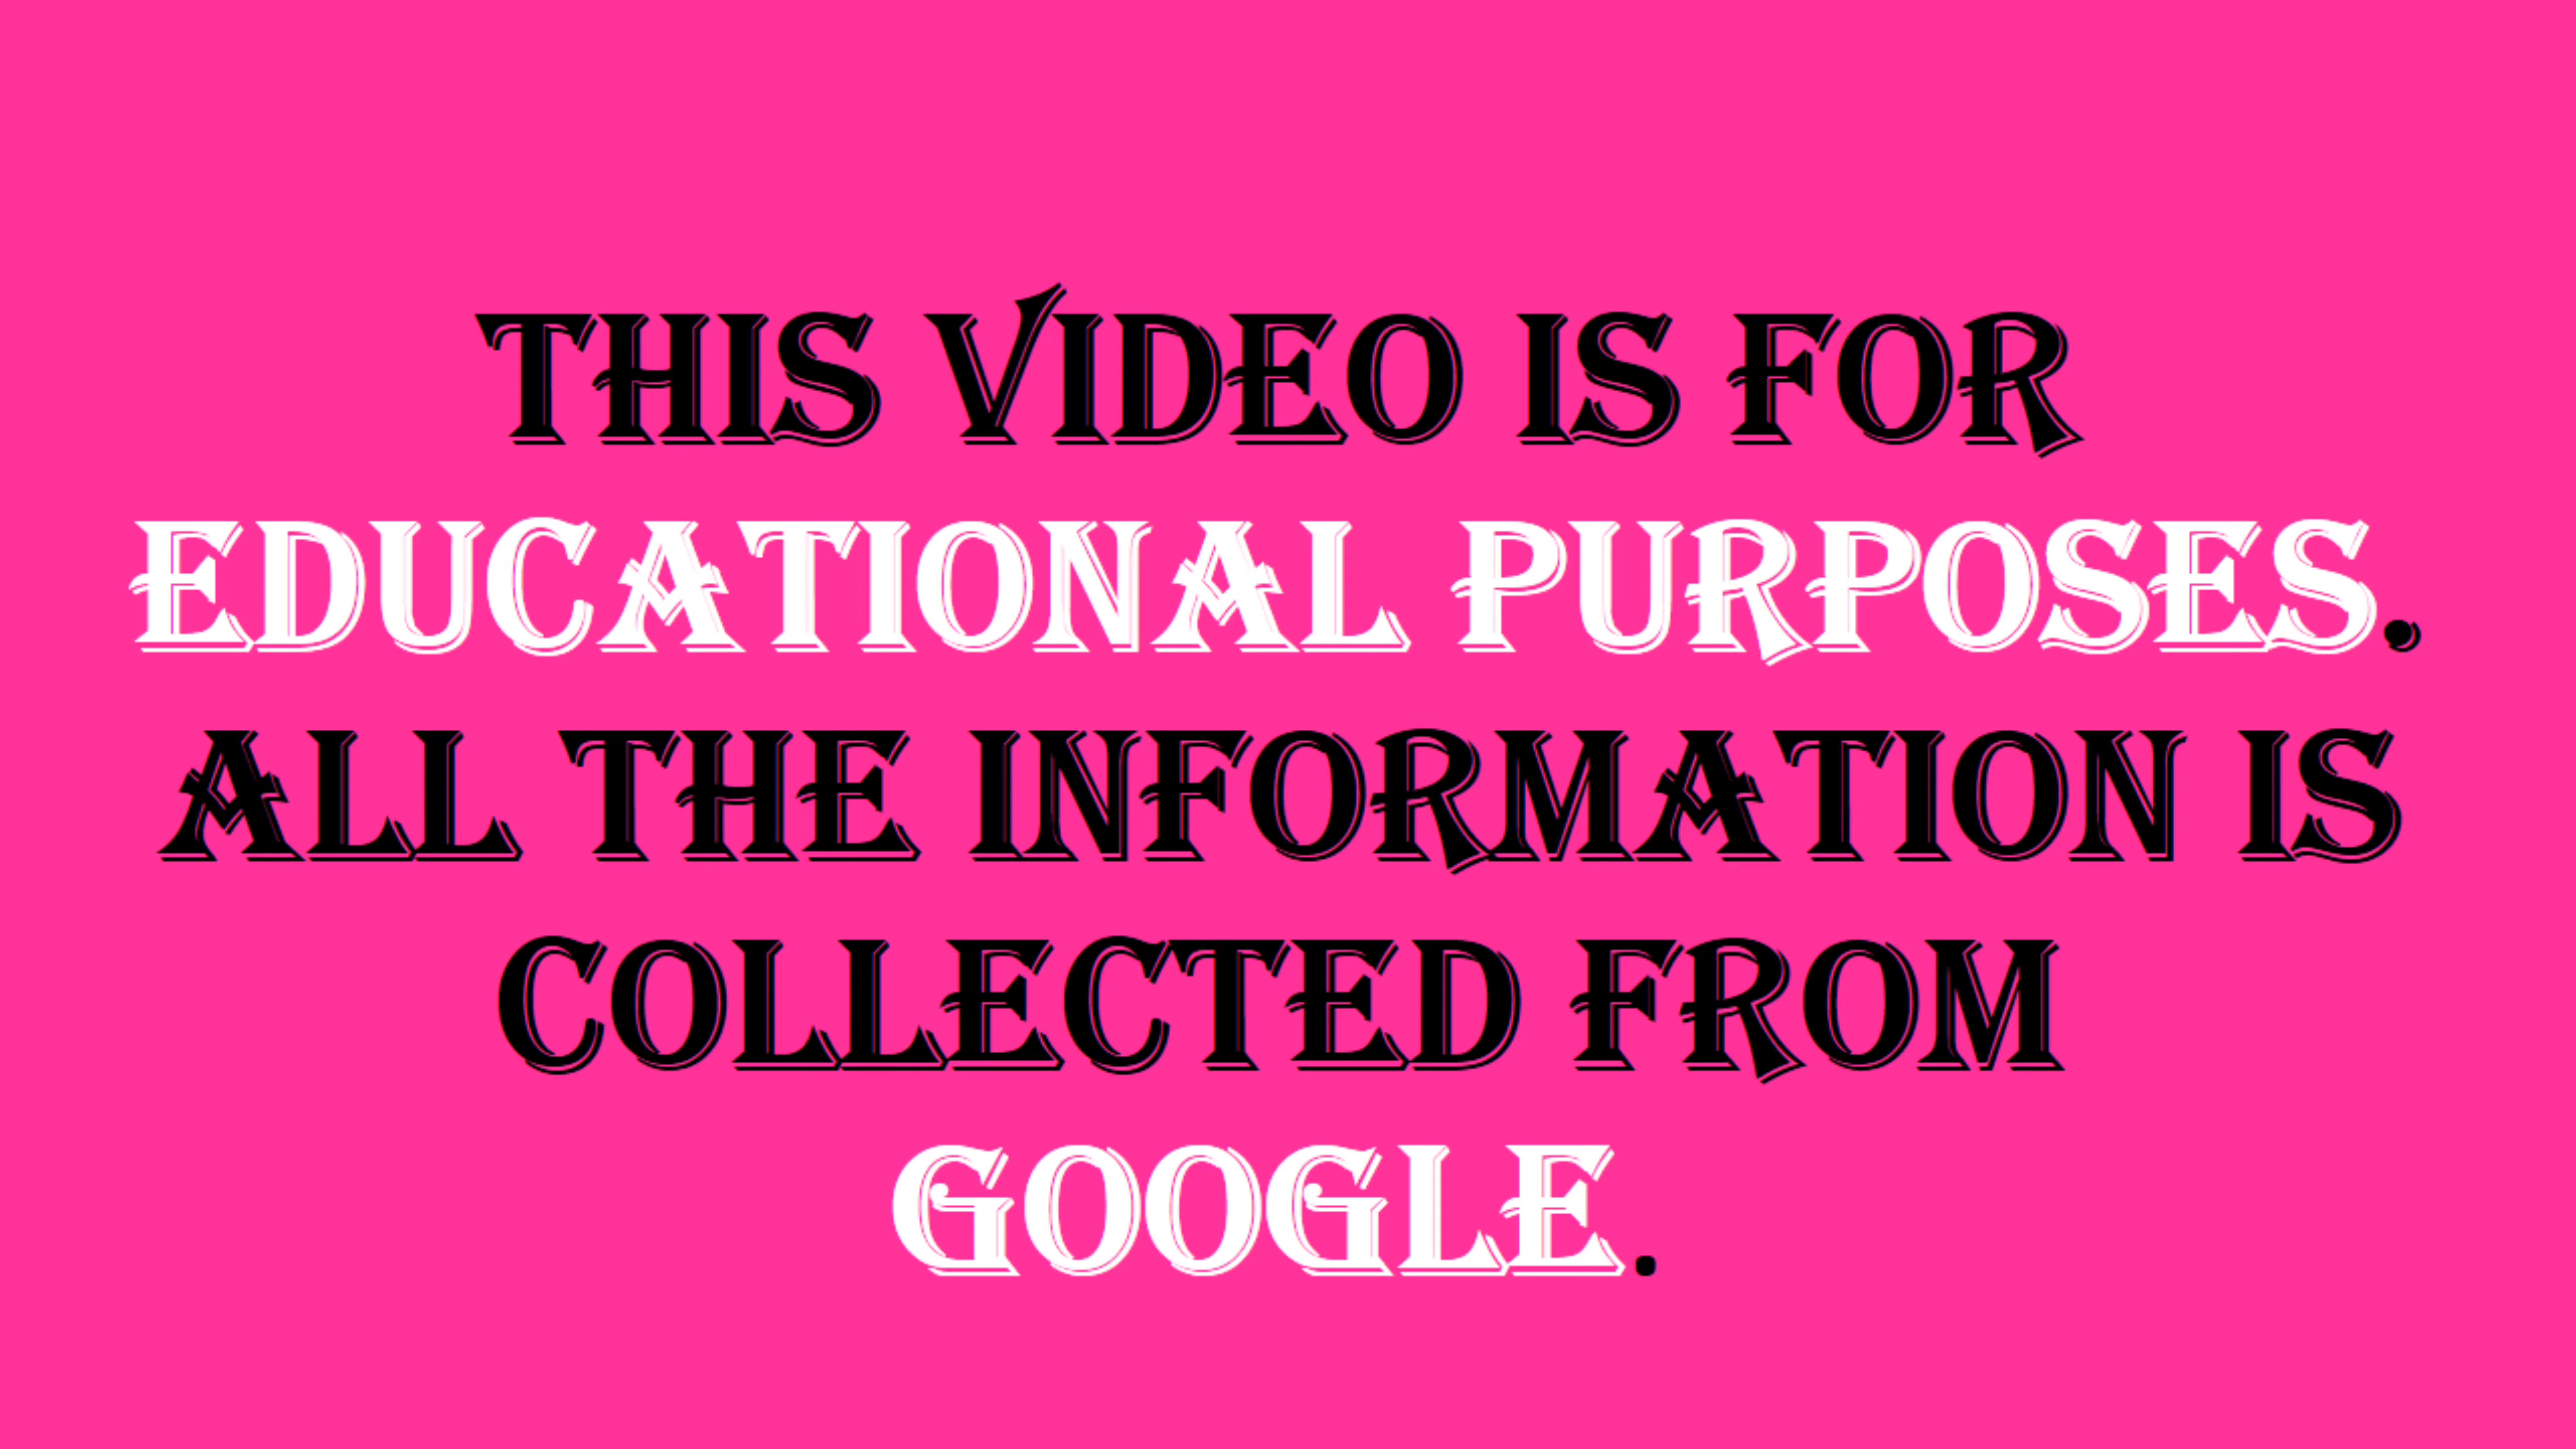 THIS VIDEO IS FOR
EDUCATIONAL PURPOSES.
ALL THE INFORMATION IS
COLLECTED FROM
GOOGLE.